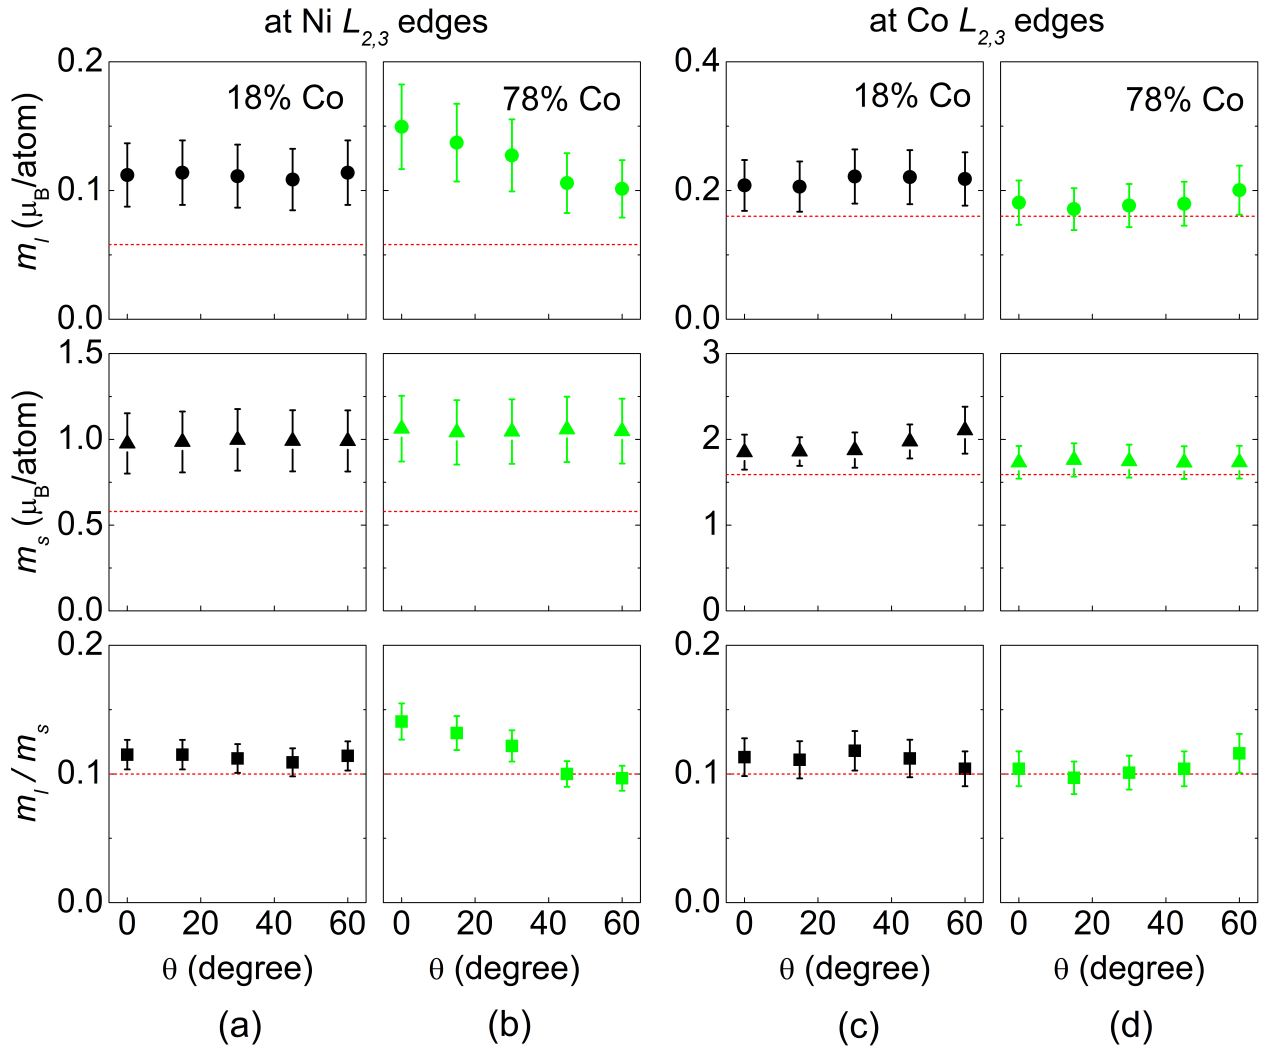 at Ni L2,3 edges
at Co L2,3 edges
18% Co
78% Co
18% Co
78% Co
ml (μB/atom)
0.2
0.1
0.0
0.4
0.3
0.2
0.1
0.0
ms (μB/atom)
1.5
1.0
0.5
0.0
3
2
1
0
ml / ms
0.2
0.1
0.0
0.2
0.1
0.0
0 20 40 60
0 20 40 60
0 20 40 60
0 20 40 60
θ (degree)
θ (degree)
θ (degree)
θ (degree)
(a)
(b)
(c)
(d)